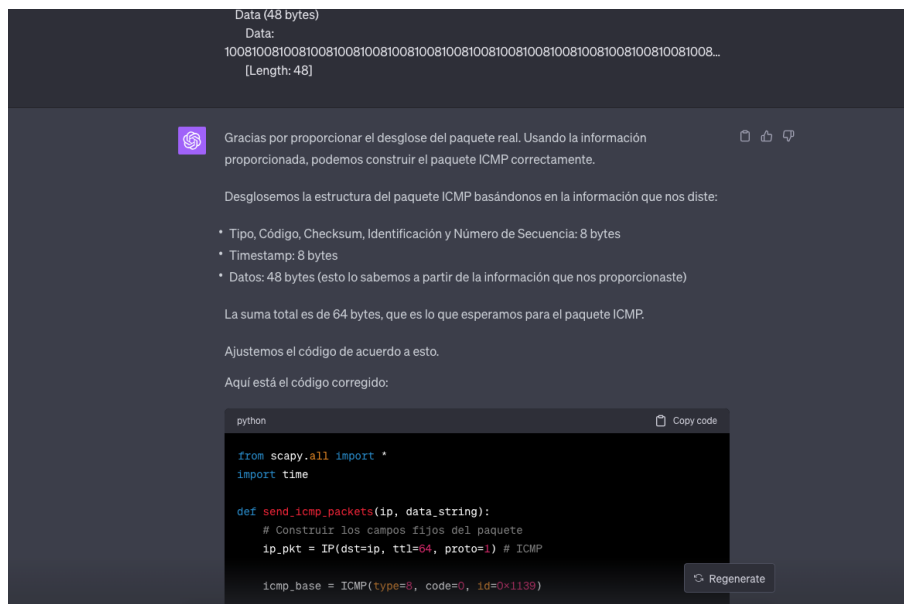 Data (48 bytes)
Data:
1008100810081008100810081008100810081008100810081008100810081008100810081008...
[Length: 48]
Gracias por proporcionar el desglose del paquete real. Usando la información
proporcionada, podemos construir el paquete ICMP correctamente.
Desglosemos la estructura del paquete ICMP basándonos en la información que nos diste:
• Tipo, Código, Checksum, Identificación y Número de Secuencia: 8 bytes
• Timestamp: 8 bytes
• Datos: 48 bytes (esto lo sabemos a partir de la información que nos proporcionaste)
La suma total es de 64 bytes, que es lo que esperamos para el paquete ICMP.
Ajustemos el código de acuerdo a esto.
Aquí está el código corregido:
python Copy code
from scapy.all import *
import time
def send_icmp_packets(ip, data_string):
# Construir los campos fijos del paquete
ip_pkt = IP(dst=ip, ttl=64, proto=1) # ICMP
icmp_base = ICMP(type=8, code=0, id=0x1139)
Regenerate